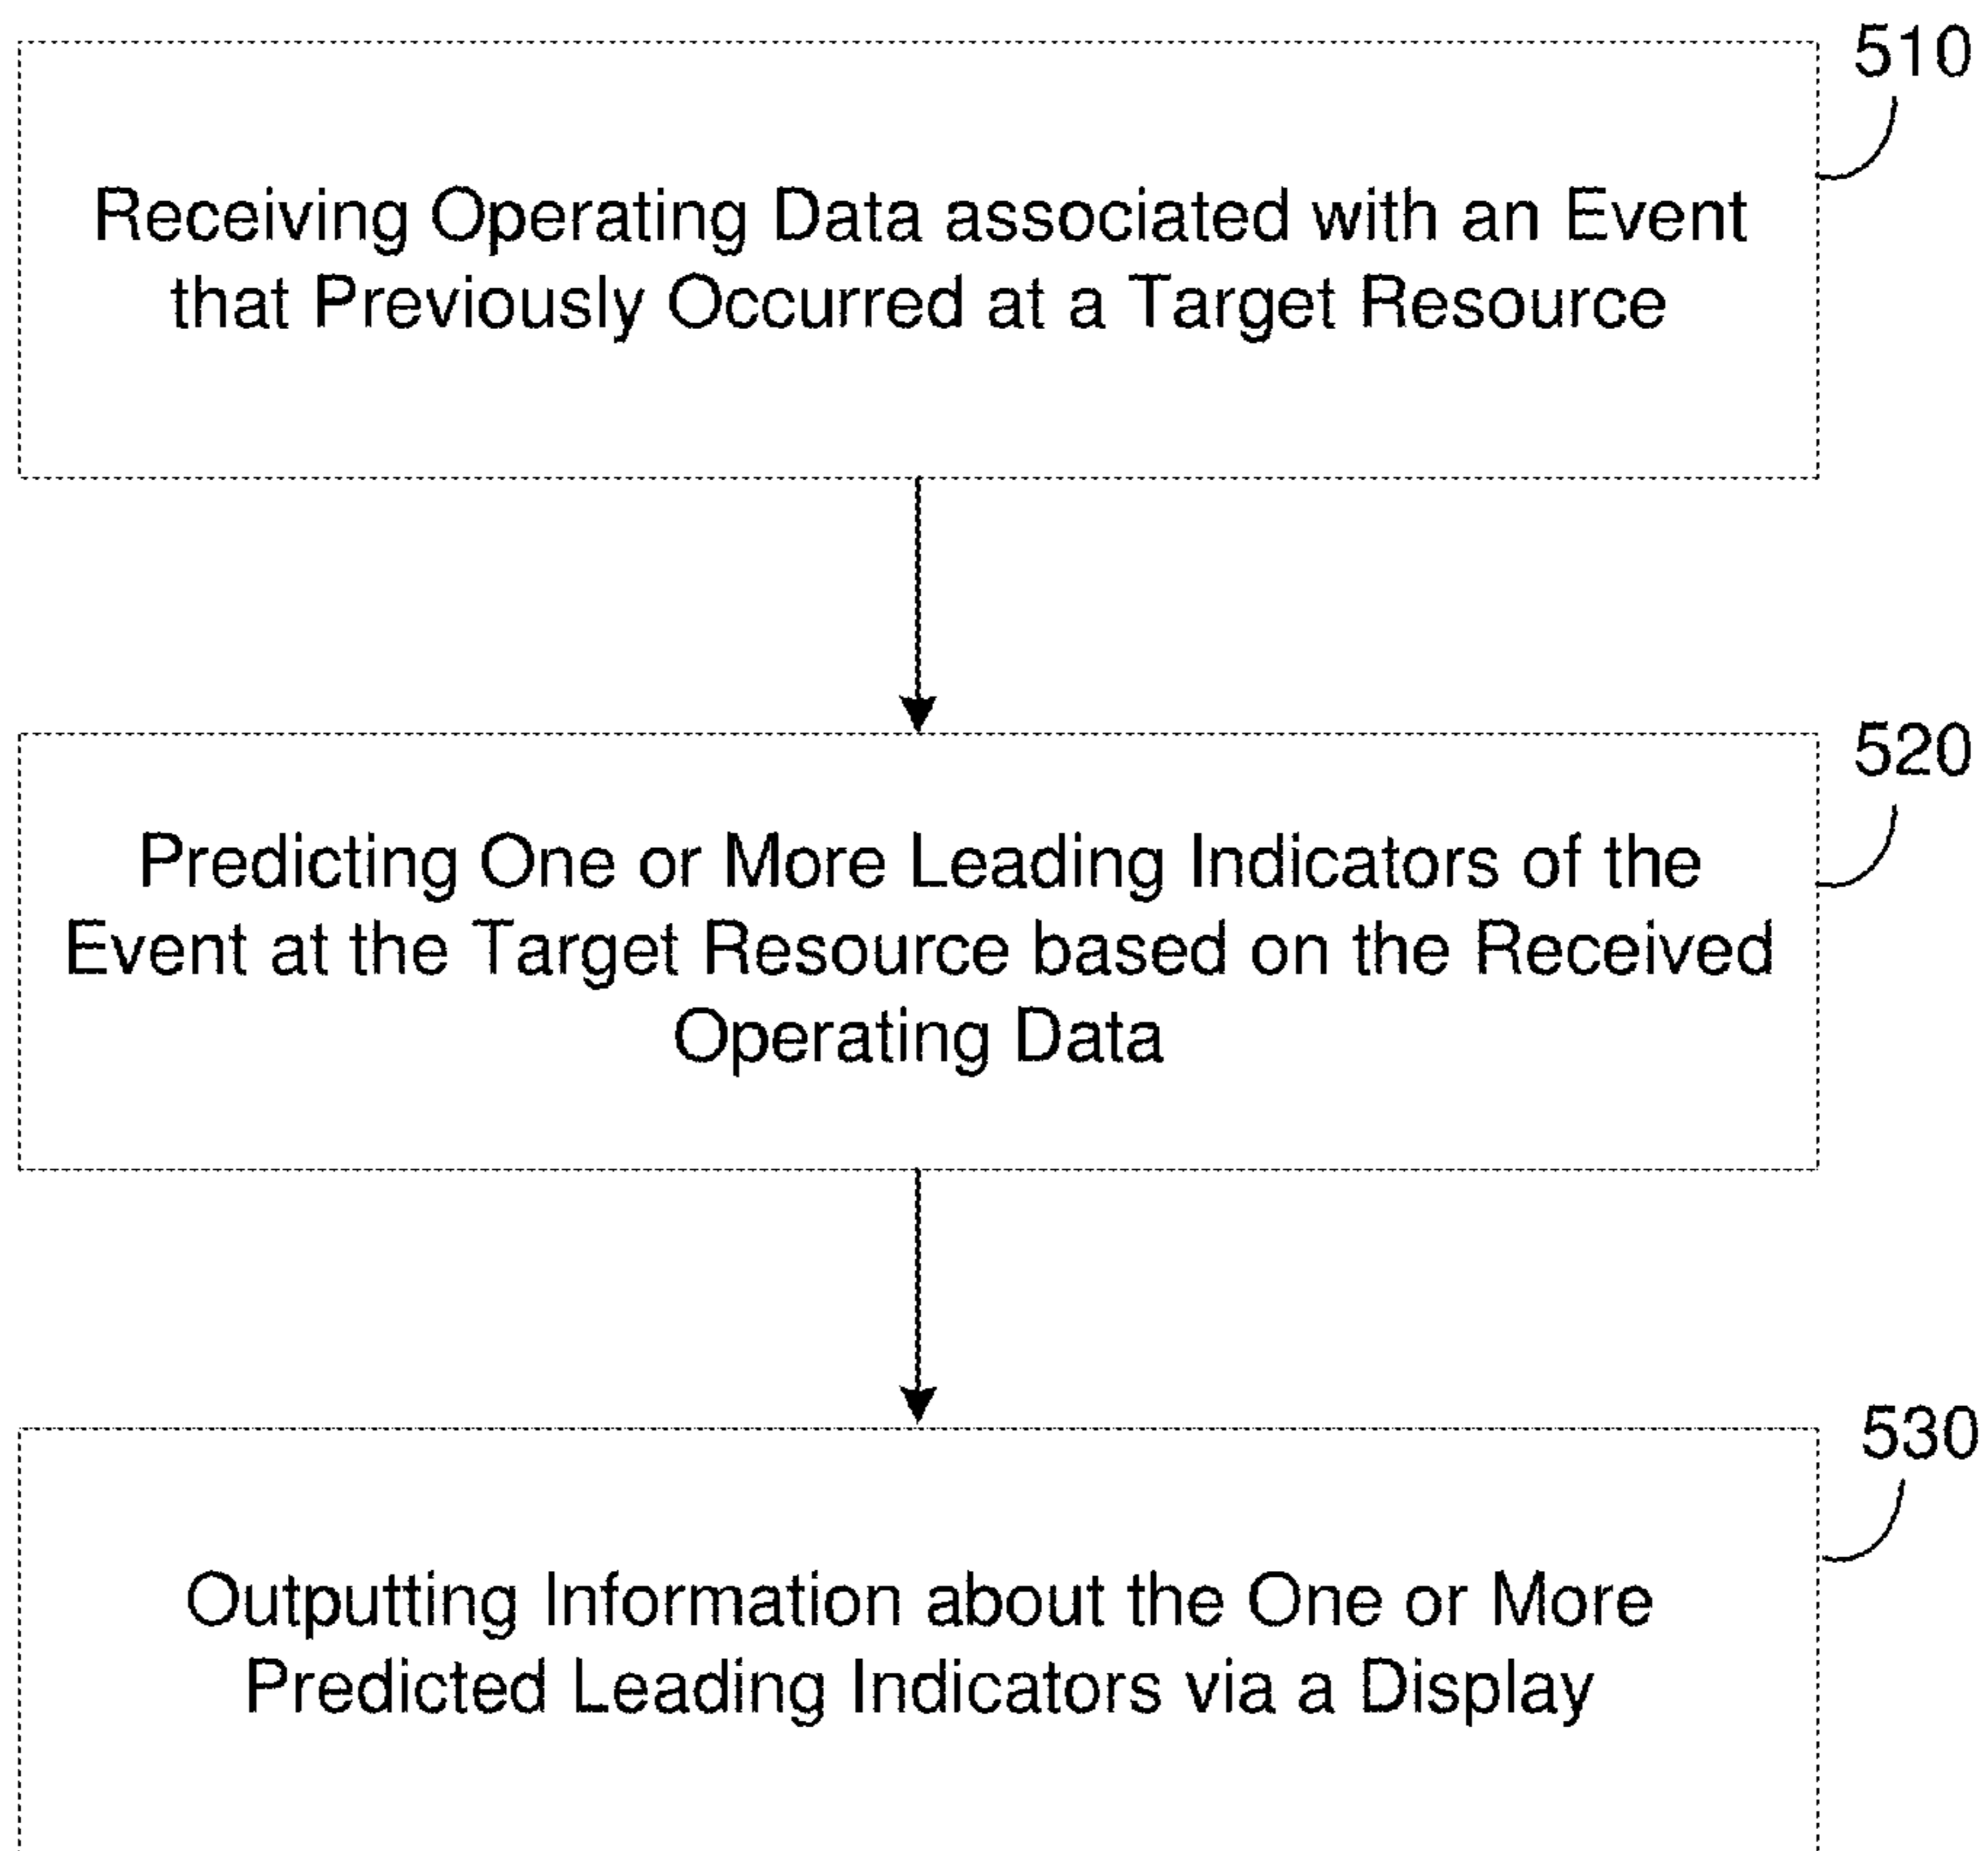 510
Receiving Operating Data associated with an Event
that Previously Occurred at a Target Resource
520
Predicting One or More Leading Indicators of the
Event at the Target Resource based on the Received
Operating Data
530
Outputting Information about the One or More
Predicted Leading Indicators via a Display